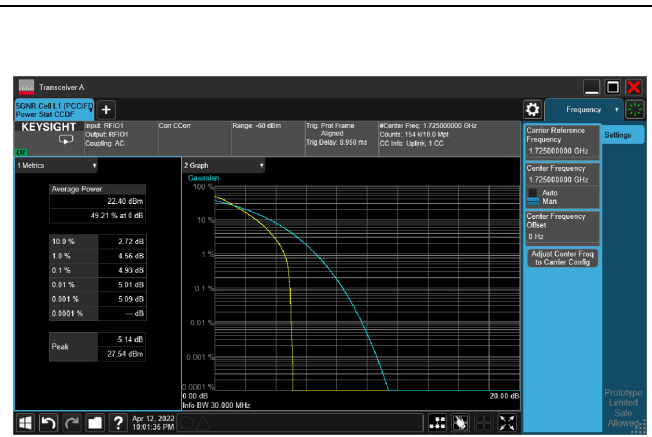 Transceiver A
5GNR Cell L1 (PCC/FD
Power Stat CCDF
Frequency
KEYSIGHT
Input: RFIO1
Output: RFIO1
Coupling: AC
Corr CCorr
Range: -60 dBm
Trig: Prot Frame
Aligned
Trig Delay: 8.950 ms
#Center Freq: 1.725000000 GHz
Counts: 154 k/10.0 Mpt
CC Info: Uplink, 1 CC
1 Metrics
2 Graph
Gaussian
Average Power
22.40 dBm
49.21 % at 0 dB
10.0 % 2.72 dB
1.0 % 4.56 dB
0.1 % 4.93 dB
0.01 % 5.01 dB
0.001 % 5.09 dB
0.0001 % --- dB
Peak
5.14 dB
27.54 dBm
100 %
10 %
1 %
0.1 %
0.01 %
0.001 %
0.0001 %
0.00 dB
20.00 dB
Info BW 30.000 MHz
Carrier Reference
Frequency
1.725000000 GHz
Center Frequency
1.725000000 GHz
Auto
Man
Center Frequency
Offset
0 Hz
Adjust Center Freq
to Carrier Config
Settings
Prototype
Limited
Sale
Allowed
?
Apr 12, 2022
10:01:35 PM